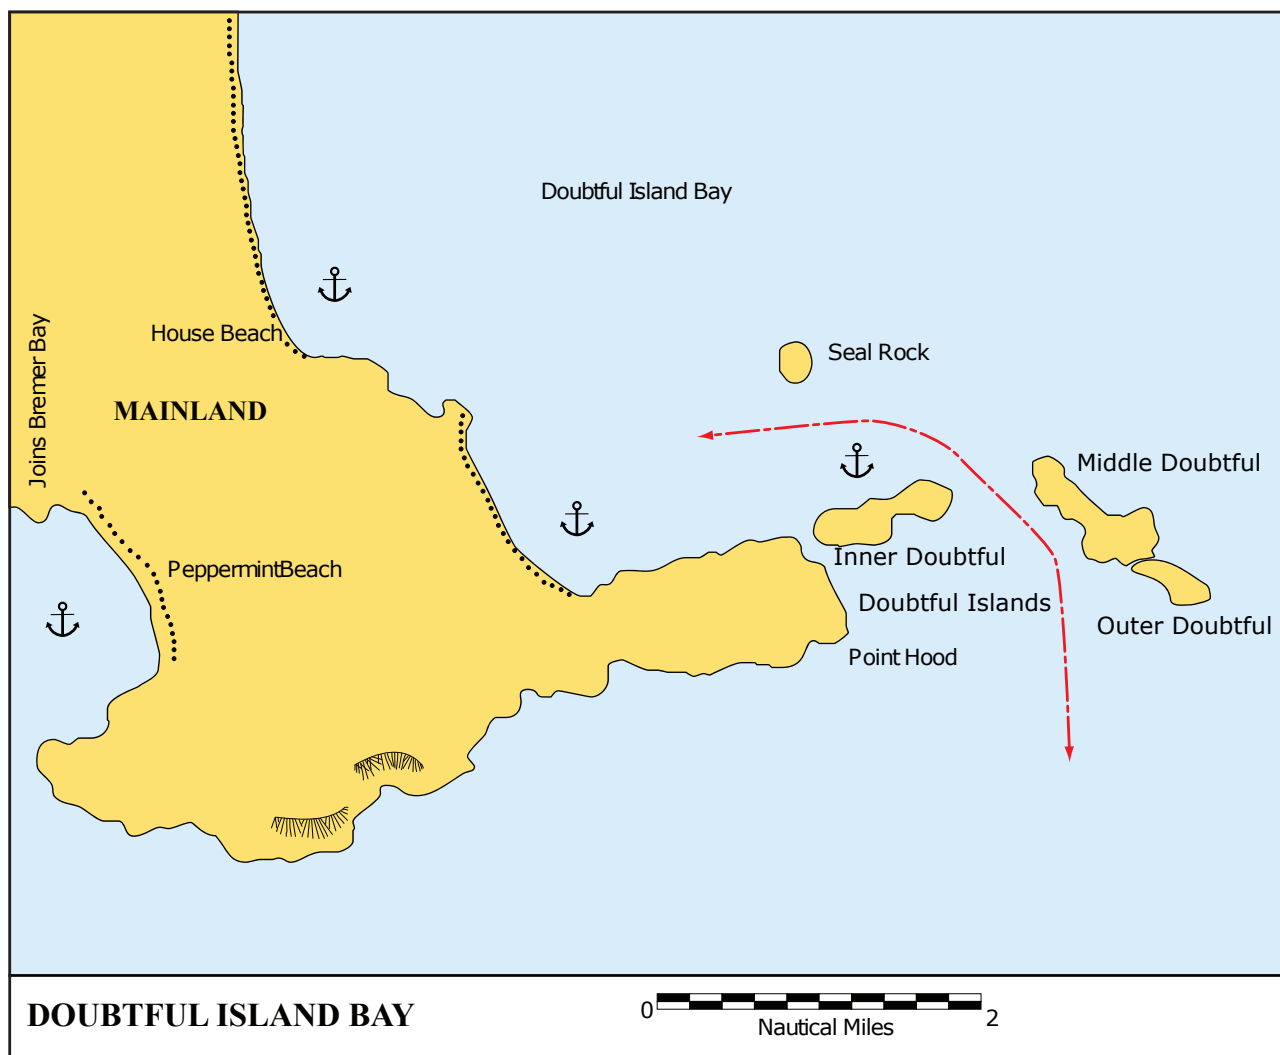 Doubtful Island Bay
House Beach
Seal Rock
Joins Bremer Bay
MAINLAND
Middle Doubtful
Inner Doubtful
PeppermintBeach
Doubtful Islands
Outer Doubtful
Point Hood
DOUBTFUL ISLAND BAY
0 2
Nautical Miles